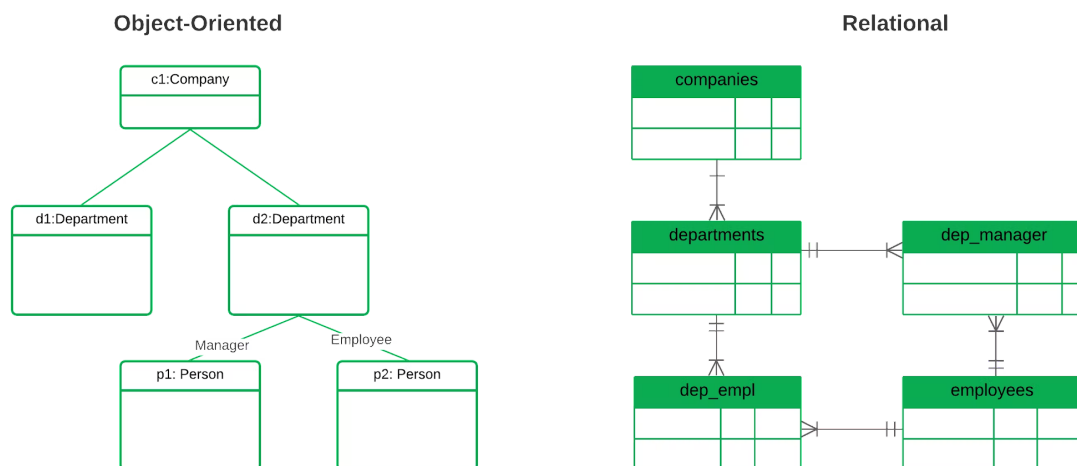 Object-Oriented
Relational
c1:Company
d1:Department
d2:Department
Manager
Employee
p1: Person
p2: Person
companies
departments
dep_manager
dep_empl
employees